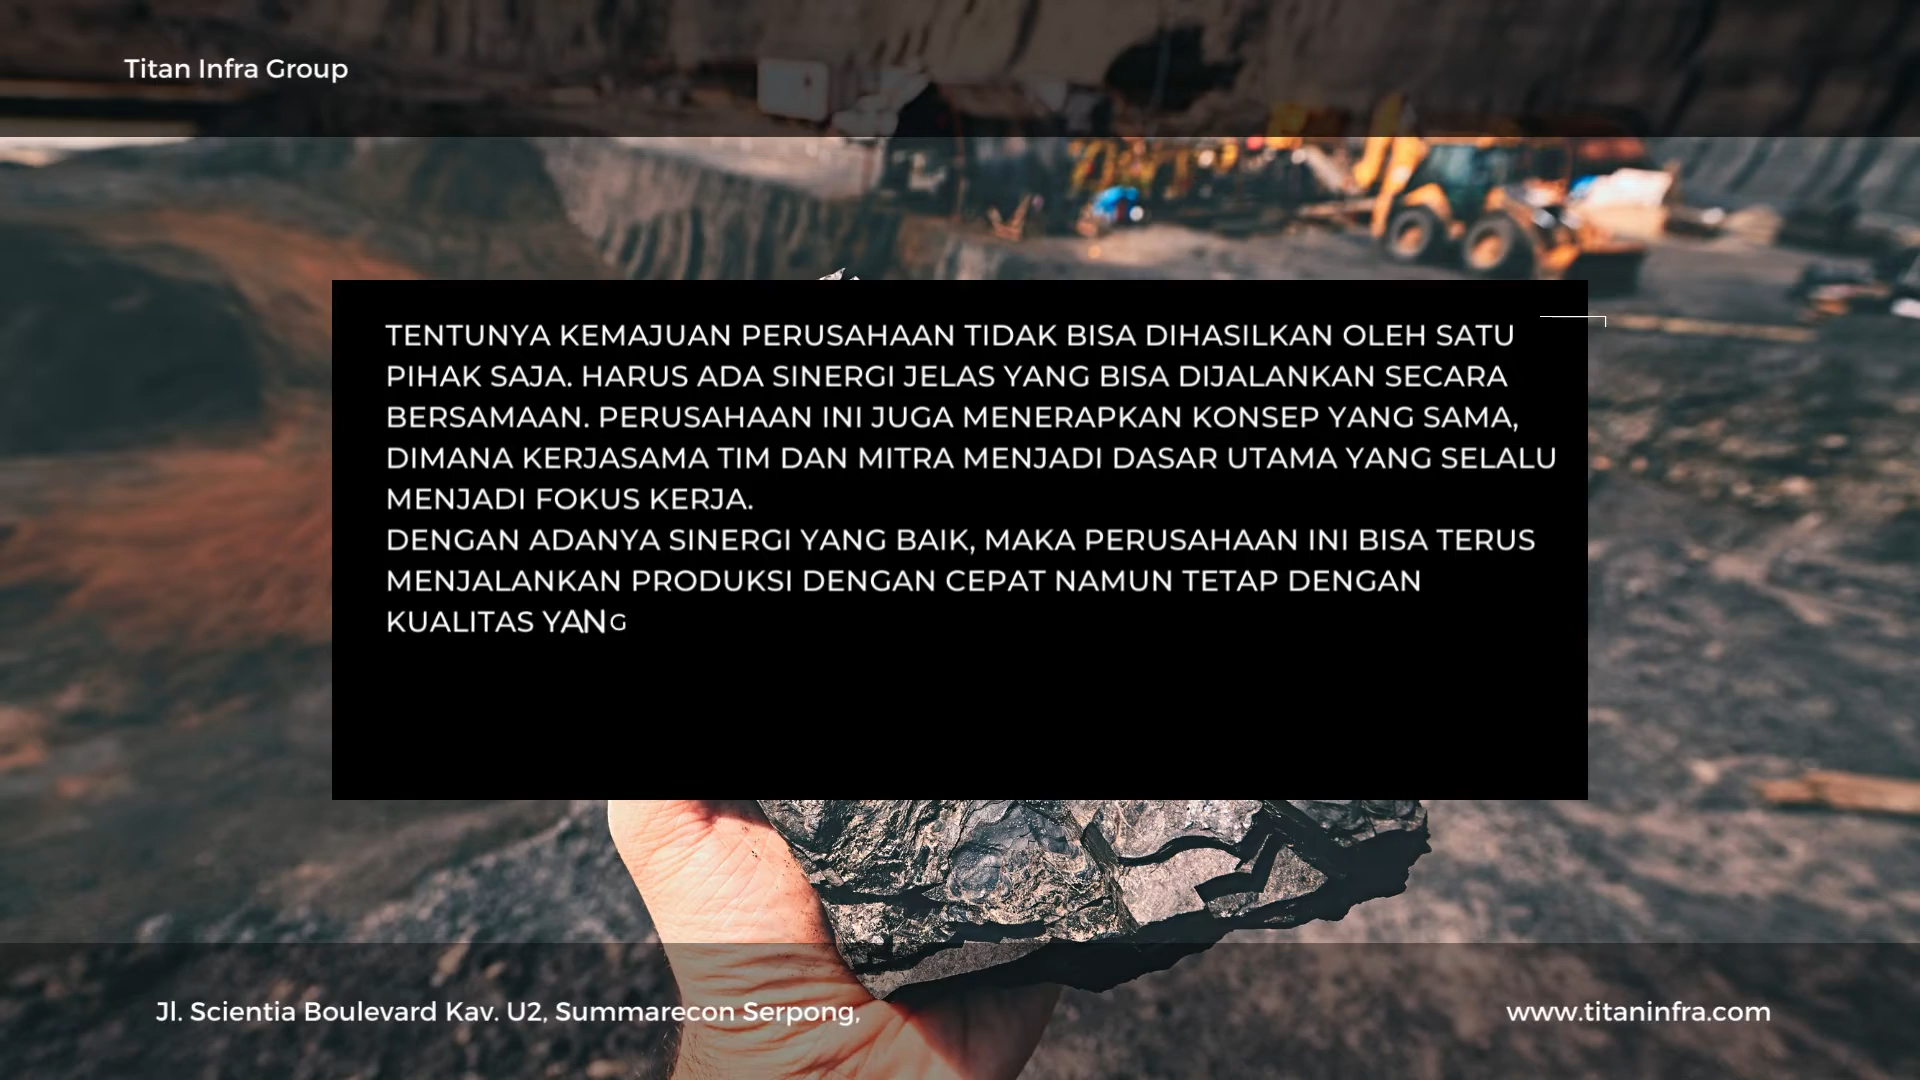 Titan Infra Group
TENTUNYA KEMAJUAN PERUSAHAAN TIDAK BISA DIHASILKAN OLEH SATU
PIHAK SAJA. HARUS ADA SINERGI JELAS YANG BISA DIJALANKAN SECARA
BERSAMAAN. PERUSAHAAN INI JUGA MENERAPKAN KONSEP YANG SAMA,
DIMANA KERJASAMA TIM DAN MITRA MENJADI DASAR UTAMA YANG SELALU
MENJADI FOKUS KERJA.
DENGAN ADANYA SINERGI YANG BAIK, MAKA PERUSAHAAN INI BISA TERUS
MENJALANKAN PRODUKSI DENGAN CEPAT NAMUN TETAP DENGAN
KUALITAS YANG
Jl. Scientia Boulevard Kav. U2, Summarecon Serpong,
www.titaninfra.com